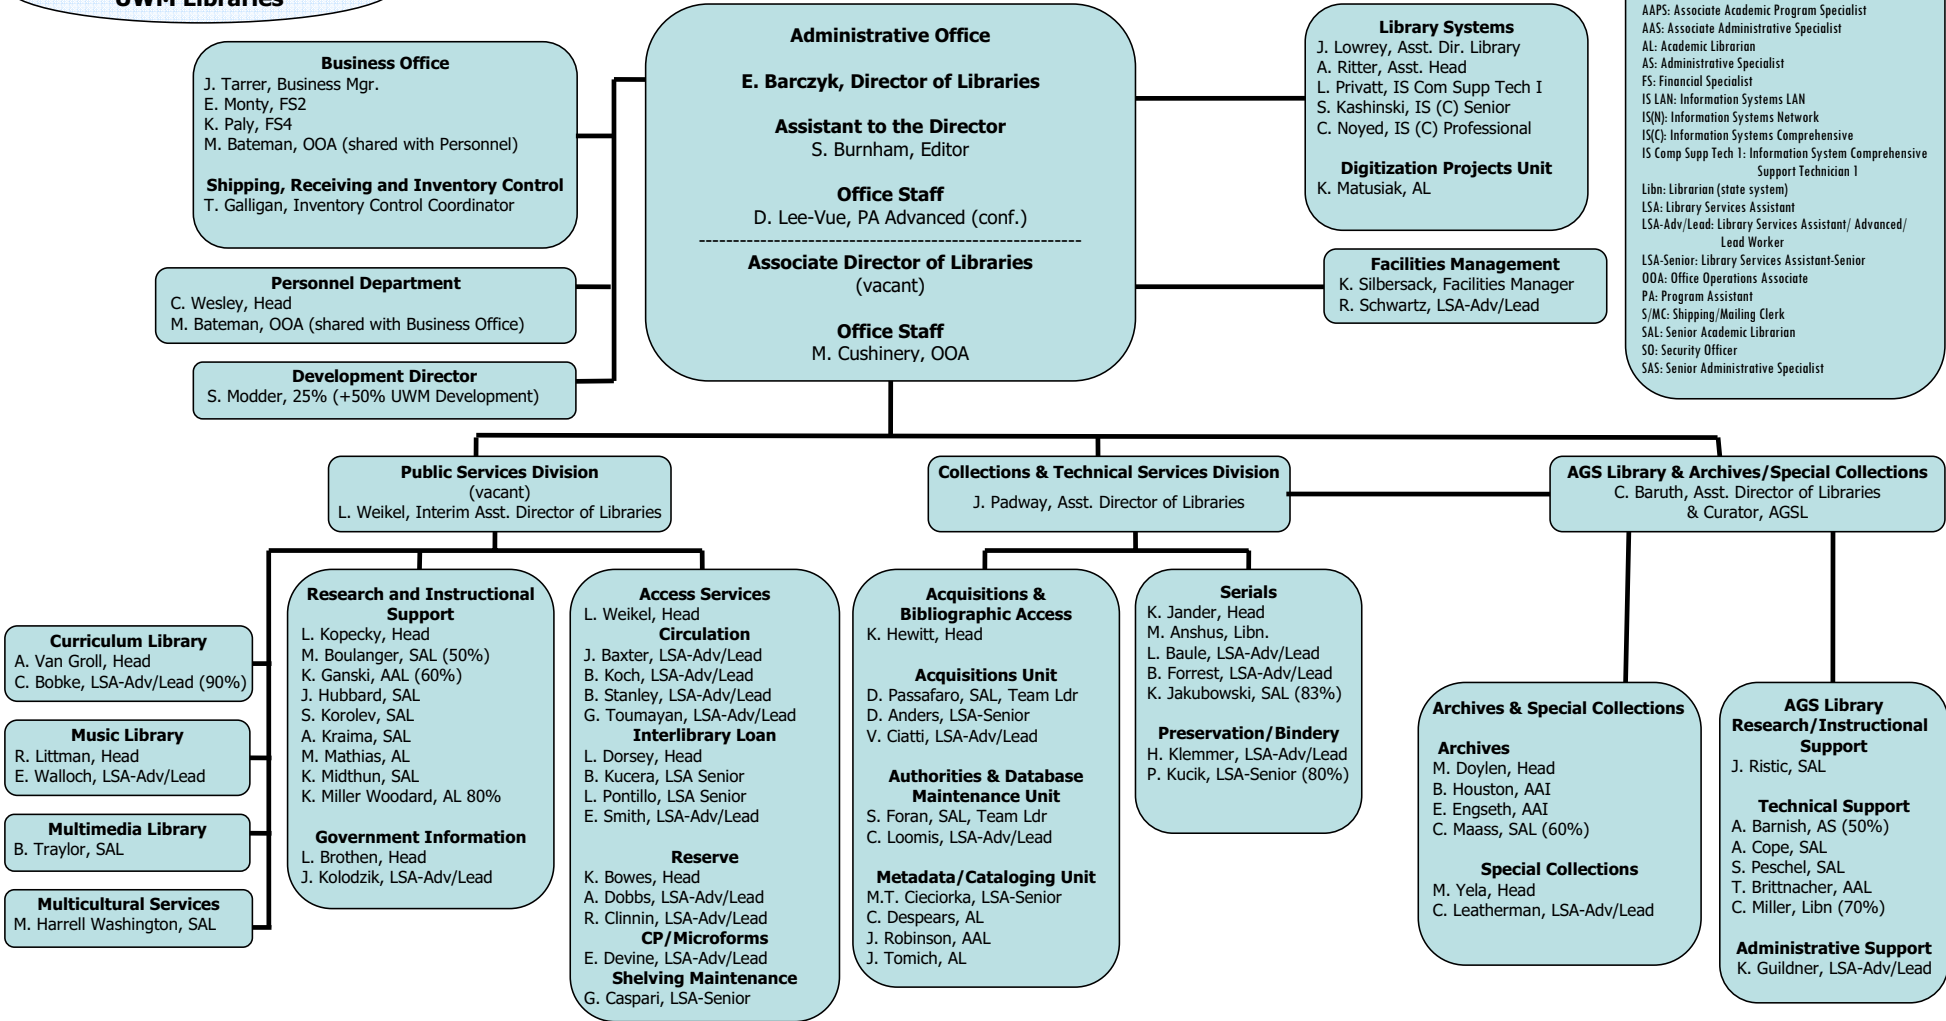 UWM Libraries
Business Office
J. Tarrer, Business Mgr.
E. Monty, FS2
K. Paly, FS4
M. Bateman, OOA (shared with Personnel)
Shipping, Receiving and Inventory Control
T. Galligan, Inventory Control Coordinator
Personnel Department
C. Wesley, Head
M. Bateman, OOA (shared with Business Office)
Development Director
S. Modder, 25% (+50% UWM Development)
Administrative Office
E. Barczyk, Director of Libraries
Assistant to the Director
S. Burnham, Editor
Office Staff
D. Lee-Vue, PA Advanced (conf.)
--------------------------------------------------------
Associate Director of Libraries
(vacant)
Office Staff
M. Cushinery, OOA
Library Systems
J. Lowrey, Asst. Dir. Library
A. Ritter, Asst. Head
L. Privatt, IS Com Supp Tech I
S. Kashinski, IS (C) Senior
C. Noyed, IS (C) Professional
Digitization Projects Unit
K. Matusiak, AL
Facilities Management
K. Silbersack, Facilities Manager
R. Schwartz, LSA-Adv/Lead
AAPS: Associate Academic Program Specialist
AAS: Associate Administrative Specialist
AL: Academic Librarian
AS: Administrative Specialist
FS: Financial Specialist
IS LAN: Information Systems LAN
IS(N): Information Systems Network
IS(C): Information Systems Comprehensive
IS Comp Supp Tech 1: Information System Comprehensive
Support Technician 1
Libn: Librarian (state system)
LSA: Library Services Assistant
LSA-Adv/Lead: Library Services Assistant/ Advanced/
Lead Worker
LSA-Senior: Library Services Assistant-Senior
OOA: Office Operations Associate
PA: Program Assistant
S/MC: Shipping/Mailing Clerk
SAL: Senior Academic Librarian
SO: Security Officer
SAS: Senior Administrative Specialist
Public Services Division
(vacant)
L. Weikel, Interim Asst. Director of Libraries
Collections & Technical Services Division
J. Padway, Asst. Director of Libraries
AGS Library & Archives/Special Collections
C. Baruth, Asst. Director of Libraries
& Curator, AGSL
Curriculum Library
A. Van Groll, Head
C. Bobke, LSA-Adv/Lead (90%)
Music Library
R. Littman, Head
E. Walloch, LSA-Adv/Lead
Multimedia Library
B. Traylor, SAL
Multicultural Services
M. Harrell Washington, SAL
Research and Instructional
Support
L. Kopecky, Head
M. Boulanger, SAL (50%)
K. Ganski, AAL (60%)
J. Hubbard, SAL
S. Korolev, SAL
A. Kraima, SAL
M. Mathias, AL
K. Midthun, SAL
K. Miller Woodard, AL 80%
Government Information
L. Brothen, Head
J. Kolodzik, LSA-Adv/Lead
Access Services
L. Weikel, Head
Circulation
J. Baxter, LSA-Adv/Lead
B. Koch, LSA-Adv/Lead
B. Stanley, LSA-Adv/Lead
G. Toumayan, LSA-Adv/Lead
Interlibrary Loan
L. Dorsey, Head
B. Kucera, LSA Senior
L. Pontillo, LSA Senior
E. Smith, LSA-Adv/Lead
Reserve
K. Bowes, Head
A. Dobbs, LSA-Adv/Lead
R. Clinnin, LSA-Adv/Lead
CP/Microforms
E. Devine, LSA-Adv/Lead
Shelving Maintenance
G. Caspari, LSA-Senior
Acquisitions &
Bibliographic Access
K. Hewitt, Head
Acquisitions Unit
D. Passafaro, SAL, Team Ldr
D. Anders, LSA-Senior
V. Ciatti, LSA-Adv/Lead
Authorities & Database
Maintenance Unit
S. Foran, SAL, Team Ldr
C. Loomis, LSA-Adv/Lead
Metadata/Cataloging Unit
M.T. Cieciorka, LSA-Senior
C. Despears, AL
J. Robinson, AAL
J. Tomich, AL
Serials
K. Jander, Head
M. Anshus, Libn.
L. Baule, LSA-Adv/Lead
B. Forrest, LSA-Adv/Lead
K. Jakubowski, SAL (83%)
Preservation/Bindery
H. Klemmer, LSA-Adv/Lead
P. Kucik, LSA-Senior (80%)
Archives & Special Collections
Archives
M. Doylen, Head
B. Houston, AAI
E. Engseth, AAI
C. Maass, SAL (60%)
Special Collections
M. Yela, Head
C. Leatherman, LSA-Adv/Lead
AGS Library
Research/Instructional
Support
J. Ristic, SAL
Technical Support
A. Barnish, AS (50%)
A. Cope, SAL
S. Peschel, SAL
T. Brittnacher, AAL
C. Miller, Libn (70%)
Administrative Support
K. Guildner, LSA-Adv/Lead